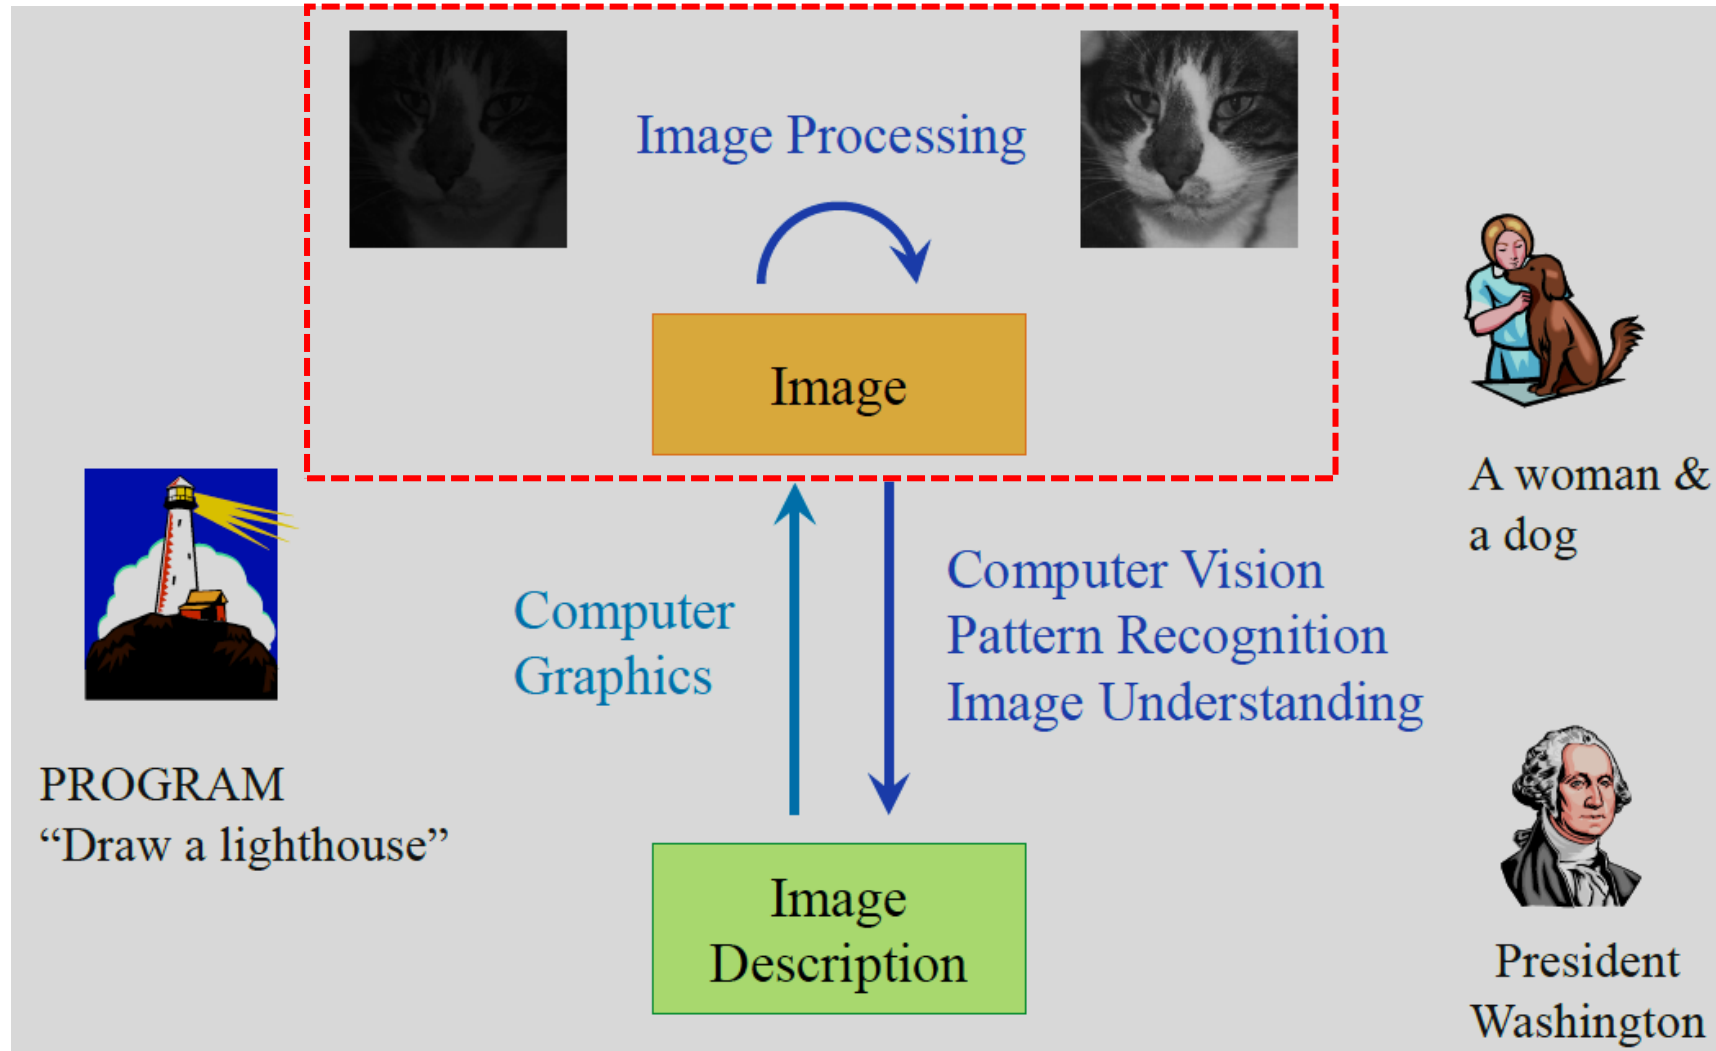 Image Processing
Image
A woman &
a dog
Computer
Graphics
Computer Vision
Pattern Recognition
Image Understanding
PROGRAM
“Draw a lighthouse”
Image
Description
President
Washington